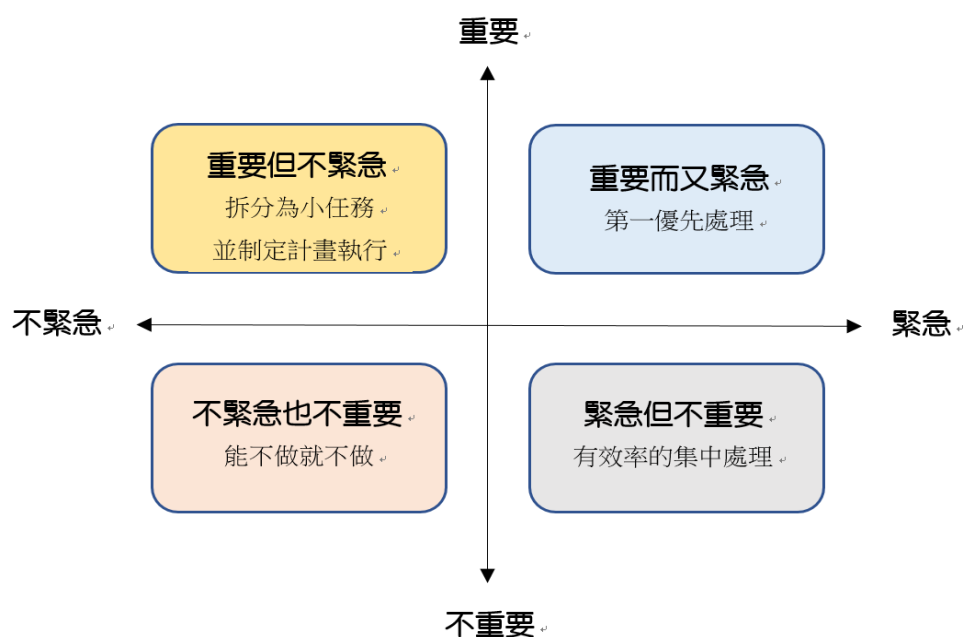 重要
重要但不緊急
拆分為小任務
並制定計畫執行
重要而又緊急
第一優先處理
不緊急
緊急
不緊急也不重要
能不做就不做
緊急但不重要
有效率的集中處理
不重要